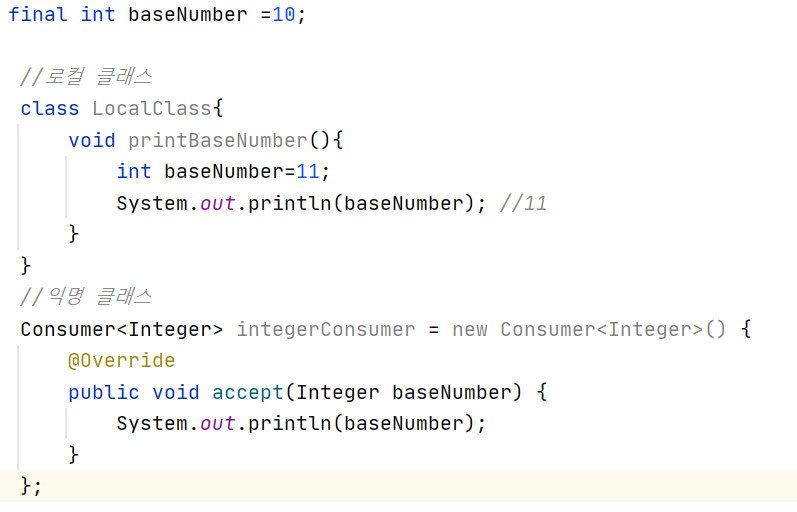 final int baseNumber =10;
//로컬 클래스
class LocalClass{
void printBaseNumber(){
int baseNumber=11;
System.out.println(baseNumber); //11
}
}
//익명 클래스
Consumer<Integer> integerConsumer = new Consumer<Integer>() {
@Override
public void accept(Integer baseNumber) {
System.out.println(baseNumber);
}
};